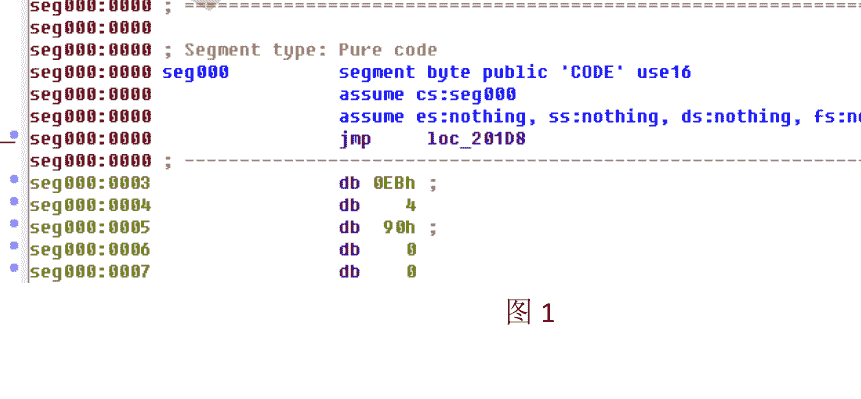 seg000:0000 ; ==============================================================
seg000:0000
seg000:0000 ; Segment type: Pure code
seg000:0000 seg000 segment byte public 'CODE' use16
seg000:0000 assume cs:seg000
seg000:0000 assume es:nothing, ss:nothing, ds:nothing, fs:no
seg000:0000 jmp loc_201D8
seg000:0000 ; --------------------------------------------------------------
seg000:0003 db 0EBh ;
seg000:0004 db 4
seg000:0005 db 90h ;
seg000:0006 db 0
seg000:0007 db 0
图 1